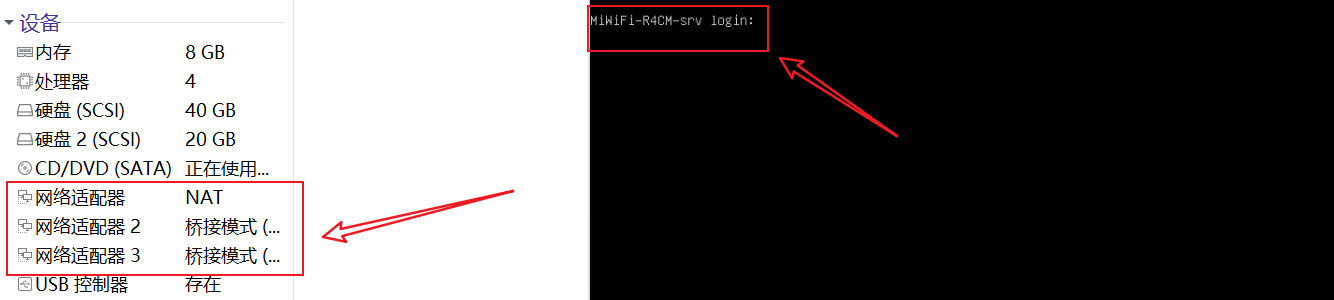 设备
内存 8 GB
处理器 4
硬盘 (SCSI) 40 GB
硬盘 2 (SCSI) 20 GB
CD/DVD (SATA) 正在使用...
网络适配器 NAT
网络适配器 2 桥接模式 (...
网络适配器 3 桥接模式 (...
USB 控制器 存在
MiWiFi-R4CM-srv login: